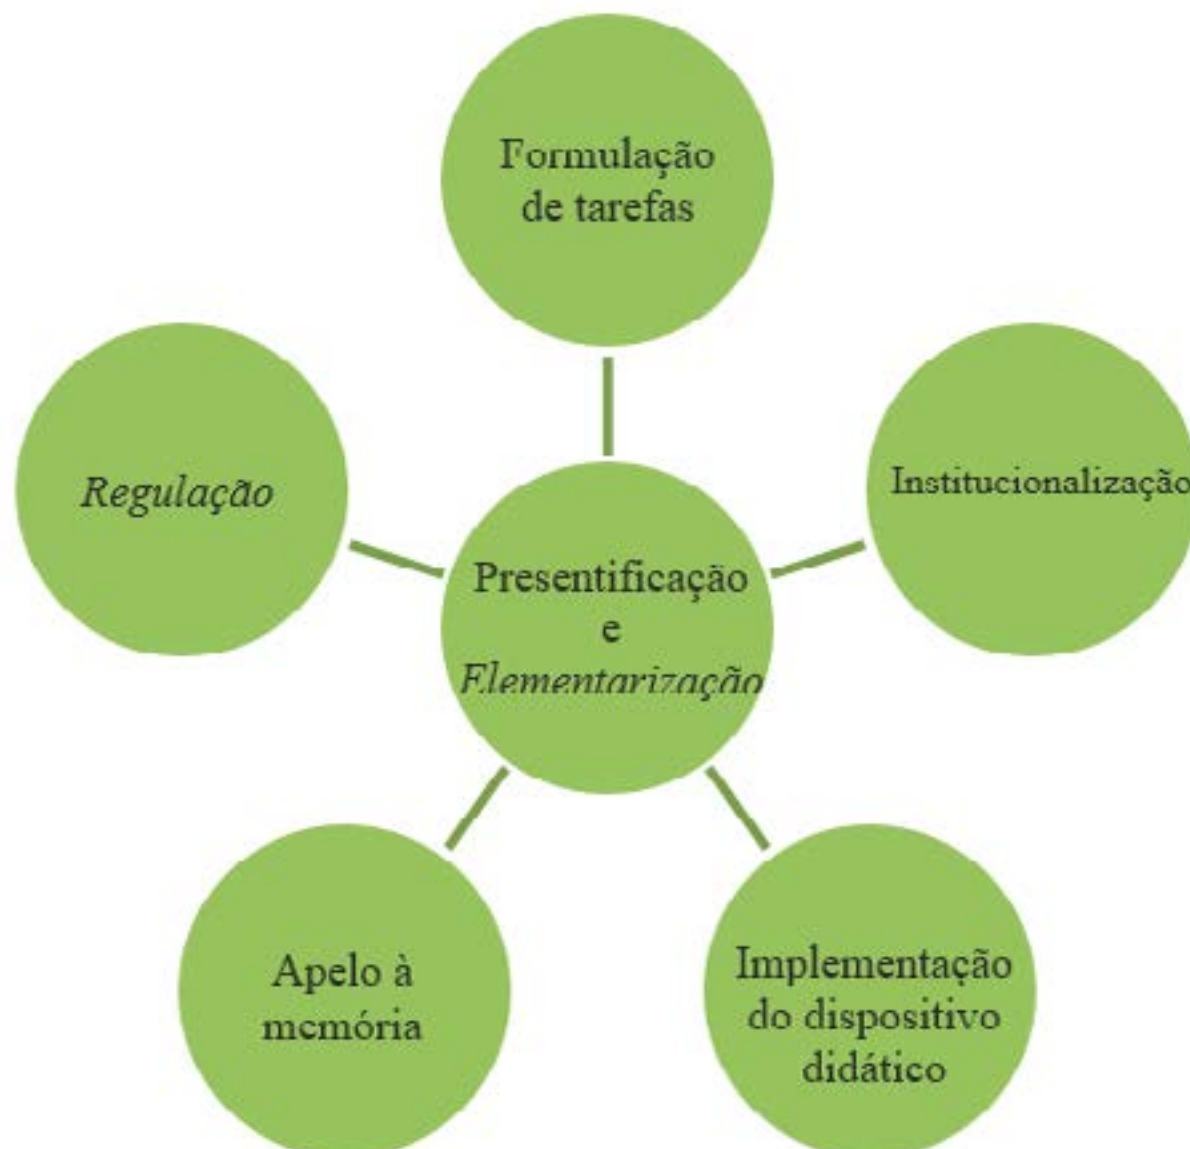 Formulação
de tarefas
Institucionalização
Regulação
Presentificação
e
Elementarização
Apelo à
memória
Implementação
do dispositivo
didático